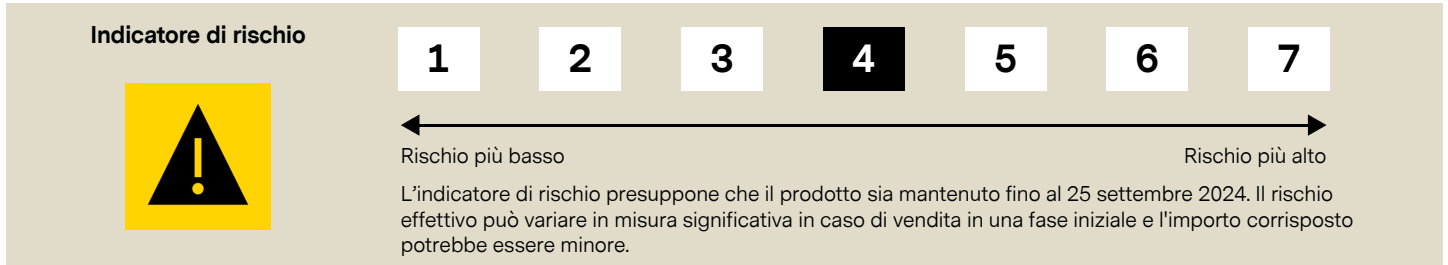 Indicatore di rischio
1 2 3 4 5 6 7
!
Rischio più basso Rischio più alto
L’indicatore di rischio presuppone che il prodotto sia mantenuto fino al 25 settembre 2024. Il rischio
effettivo può variare in misura significativa in caso di vendita in una fase iniziale e l'importo corrisposto
potrebbe essere minore.